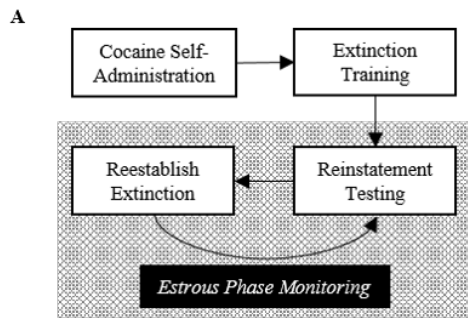 A
Cocaine Self-
Administration
Extinction
Training
Reestablish
Extinction
Reinstatement
Testing
Estrous Phase Monitoring